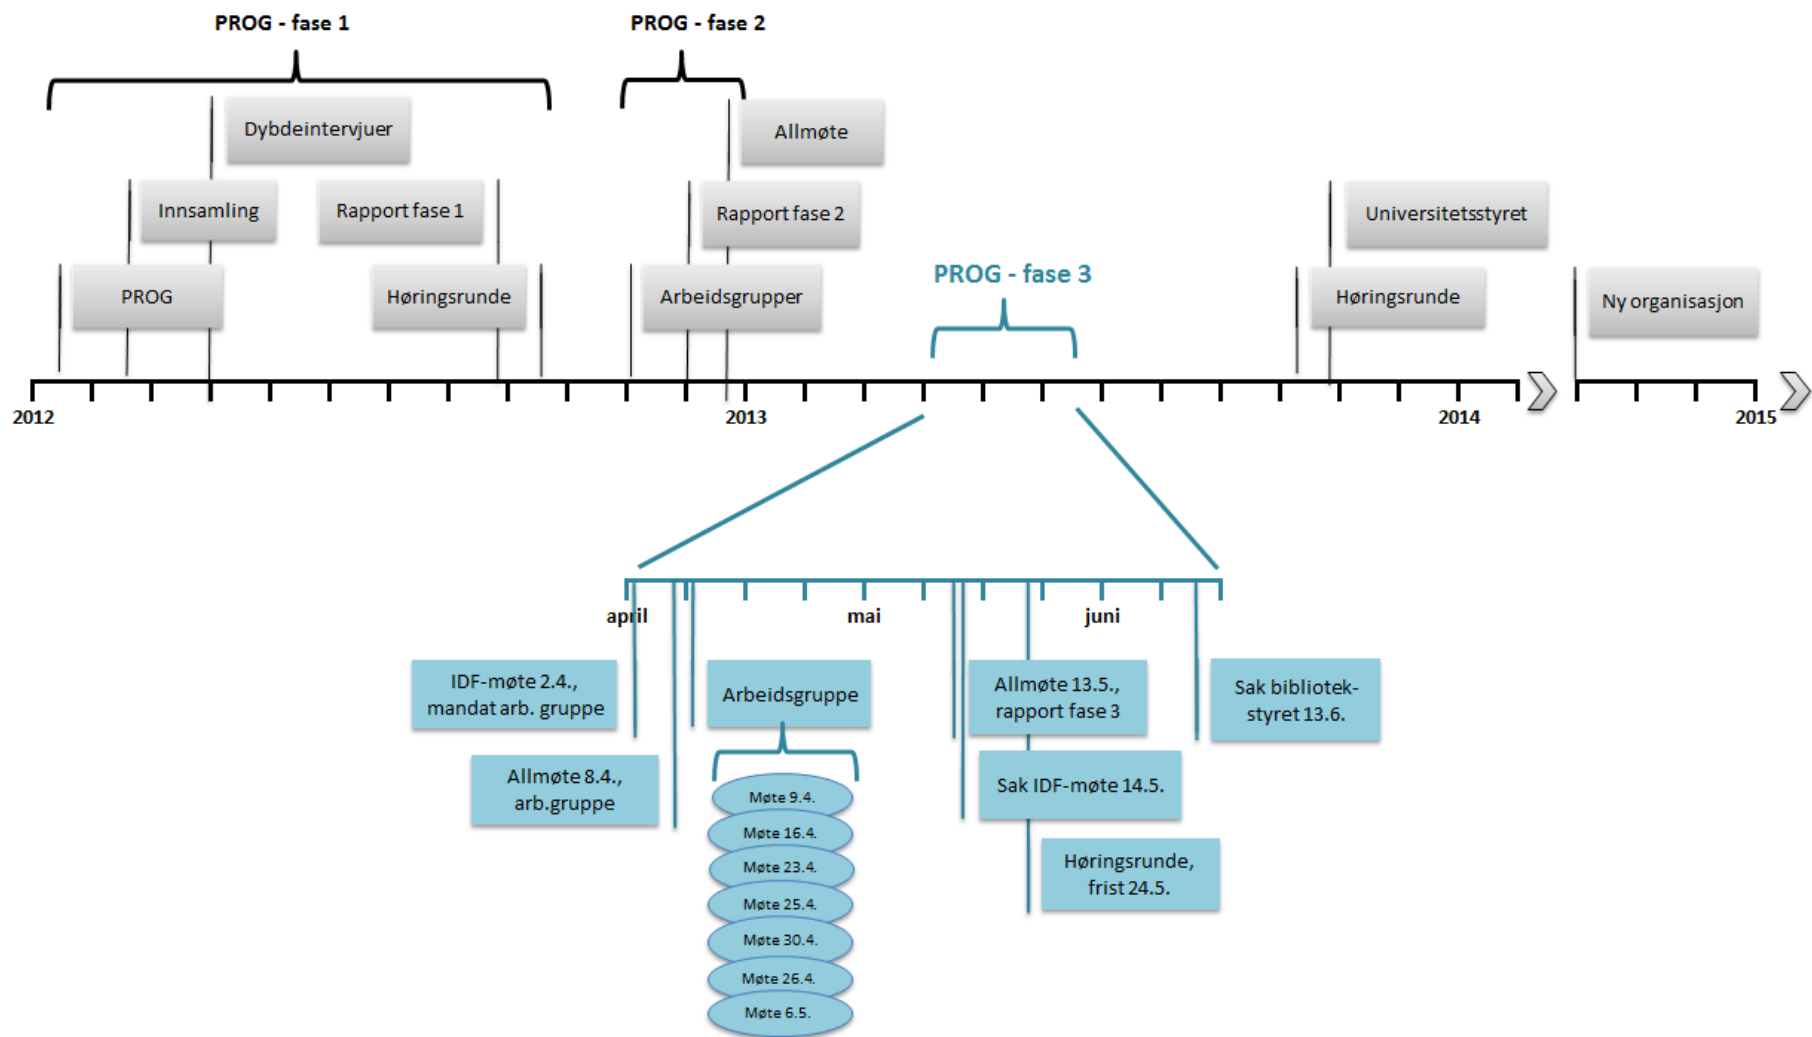 PROG - fase 1
PROG - fase 2
Dybdeintervjuer
Allmøte
Innsamling
Rapport fase 1
Rapport fase 2
Universitetsstyret
PROG
Høringsrunde
Arbeidsgrupper
PROG - fase 3
Høringsrunde
Ny organisasjon
2012
2013
2014
2015
april
mai
juni
IDF-møte 2.4.,
mandat arb. gruppe
Arbeidsgruppe
Allmøte 13.5.,
rapport fase 3
Sak bibliotek-
styret 13.6.
Allmøte 8.4.,
arb.gruppe
Sak IDF-møte 14.5.
Møte 9.4.
Møte 16.4.
Møte 23.4.
Møte 25.4.
Møte 30.4.
Møte 26.4.
Møte 6.5.
Høringsrunde,
frist 24.5.